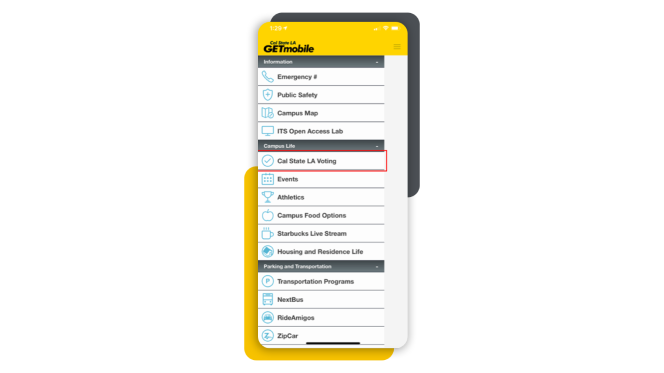 1:28
Cal State LA
GETmobile
Information
Emergency #
Public Safety
Campus Map
ITS Open Access Lab
Campus Life
Cal State LA Voting
Events
Athletics
Campus Food Options
Starbucks Live Stream
Housing and Residence Life
Parking and Transportation
P Transportation Programs
NextBus
RideAmigos
Z ZipCar